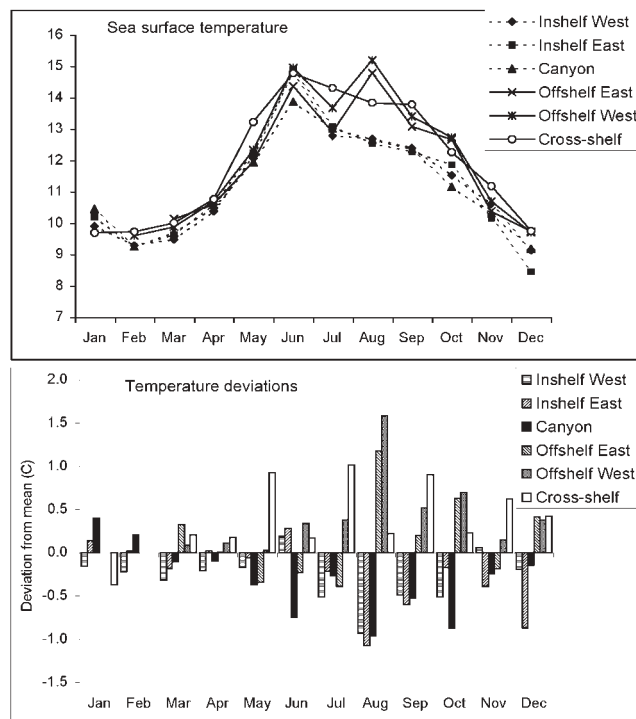 Sea surface temperature
Inshelf West
Inshelf East
Canyon
Offshelf East
Offshelf West
Cross-shelf
16
15
14
13
12
11
10
9
8
7
Jan Feb Mar Apr May Jun Jul Aug Sep Oct Nov Dec
Temperature deviations
Inshelf West
Inshelf East
Canyon
Offshelf East
Offshelf West
Cross-shelf
Deviation from mean (C)
2.0
1.5
1.0
0.5
0.0
-0.5
-1.0
-1.5
Jan Feb Mar Apr May Jun Jul Aug Sep Oct Nov Dec